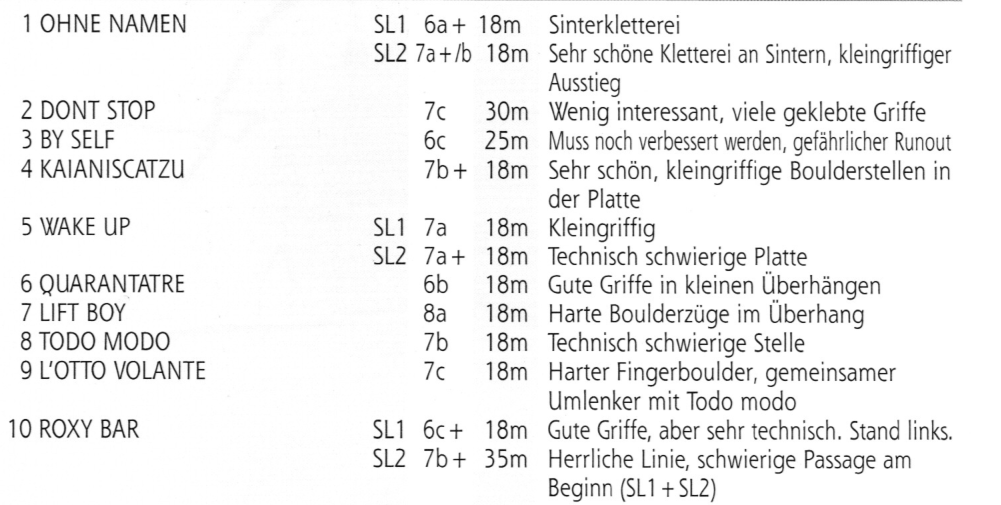 1 OHNE NAMEN SL1 6a+ 18m Sinterkletterei
SL2 7a+/b 18m Sehr schöne Kletterei an Sintern, kleingriffiger
Ausstieg
2 DONT STOP 7c 30m Wenig interessant, viele geklebte Griffe
3 BY SELF 6c 25m Muss noch verbessert werden, gefährlicher Runout
4 KAIANISCATZU 7b+ 18m Sehr schön, kleingriffige Boulderstellen in
der Platte
5 WAKE UP SL1 7a 18m Kleingriffig
SL2 7a+ 18m Technisch schwierige Platte
6 QUARANTATRE 6b 18m Gute Griffe in kleinen Überhängen
7 LIFT BOY 8a 18m Harte Boulderzüge im Überhang
8 TODO MODO 7b 18m Technisch schwierige Stelle
9 L'OTTO VOLANTE 7c 18m Harter Fingerboulder, gemeinsamer
Umlenker mit Todo modo
10 ROXY BAR SL1 6c+ 18m Gute Griffe, aber sehr technisch. Stand links.
SL2 7b+ 35m Herrliche Linie, schwierige Passage am
Beginn (SL1+SL2)